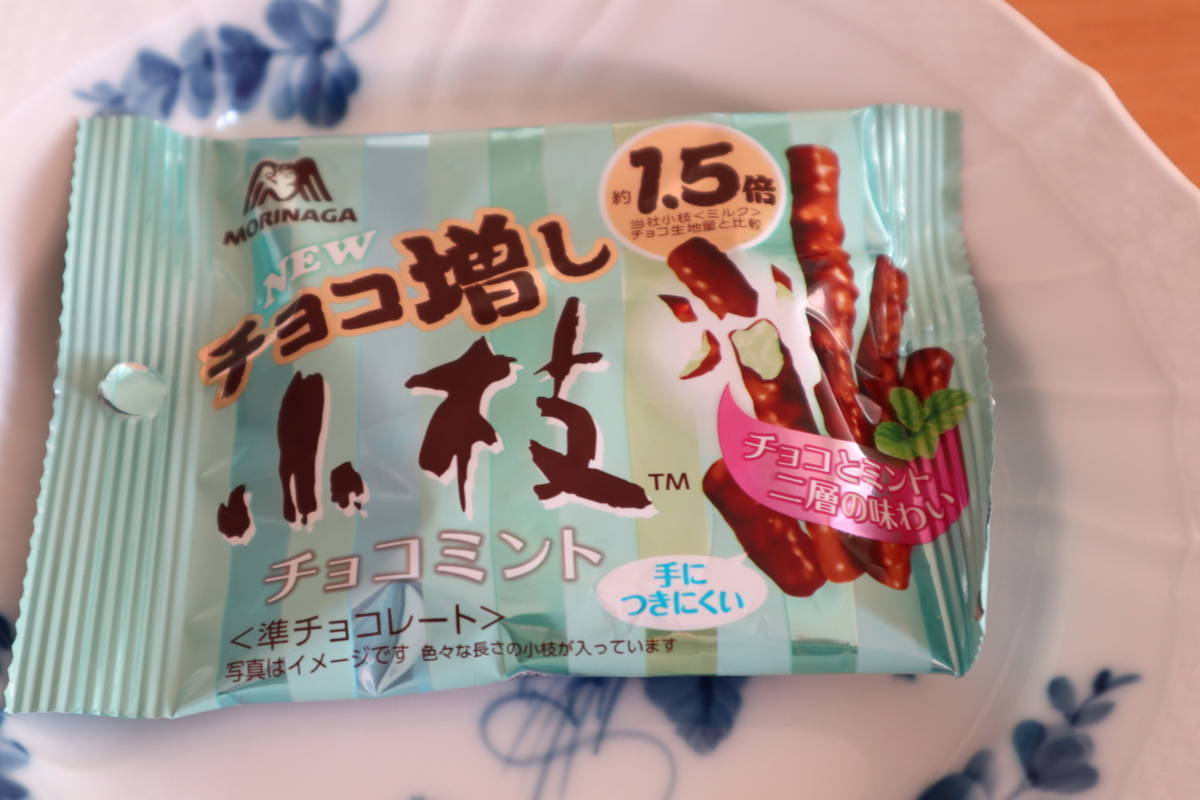 MORINAGA
NEW
チョコ増し
約1.5倍
当社小枝<ミルク>
チョコ生地量と比較
小枝
TM
チョコミント
チョコとミント
二層の味わい
手に
つきにくい
<準チョコレート>
写真はイメージです 色々な長さの小枝が入っています